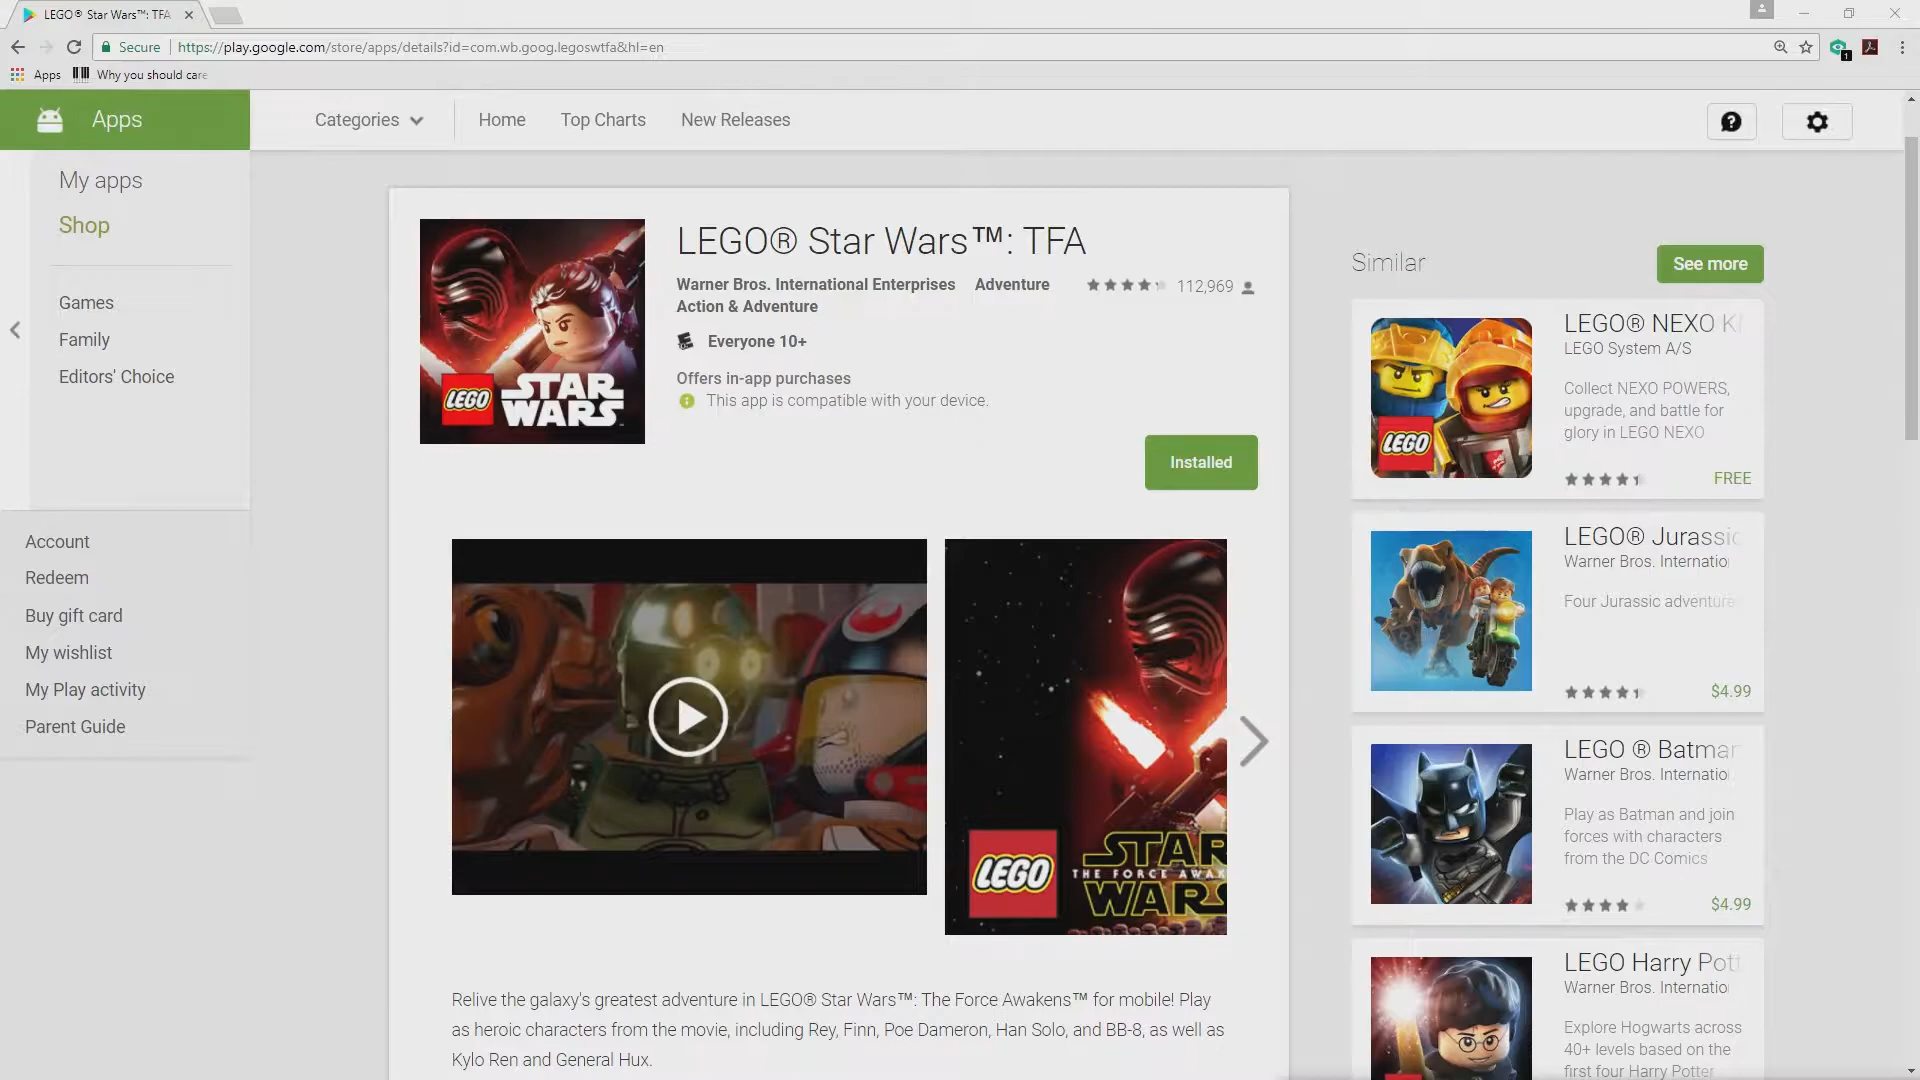 LEGO® Star Wars™: TFA
Secure
https://play.google.com/store/apps/details?id=com.wb.goog.legoswtfa&hl=en
1
Apps
Why you should care
Apps
Categories
Home
Top Charts
New Releases
My apps
Shop
Games
Family
Editors' Choice
Account
Redeem
Buy gift card
My wishlist
My Play activity
Parent Guide
LEGO
STAR
WARS
LEGO® Star Wars™: TFA
Warner Bros. International Enterprises Adventure
112,969
Action & Adventure
Everyone 10+
Offers in-app purchases
This app is compatible with your device.
Installed
LEGO
STAR
THE FORCE AWAK
WARS
Relive the galaxy's greatest adventure in LEGO® Star Wars™: The Force Awakens™ for mobile! Play
as heroic characters from the movie, including Rey, Finn, Poe Dameron, Han Solo, and BB-8, as well as
Kylo Ren and General Hux.
Similar
See more
LEGO
LEGO® NEXO K
LEGO System A/S
Collect NEXO POWERS,
upgrade, and battle for
glory in LEGO NEXO
FREE
LEGO® Jurassic
Warner Bros. Internatio
Four Jurassic adventure
$4.99
LEGO ® Batman
Warner Bros. Internatio
Play as Batman and join
forces with characters
from the DC Comics
$4.99
LEGO Harry Pott
Warner Bros. Internatio
Explore Hogwarts across
40+ levels based on the
first four Harry Potter